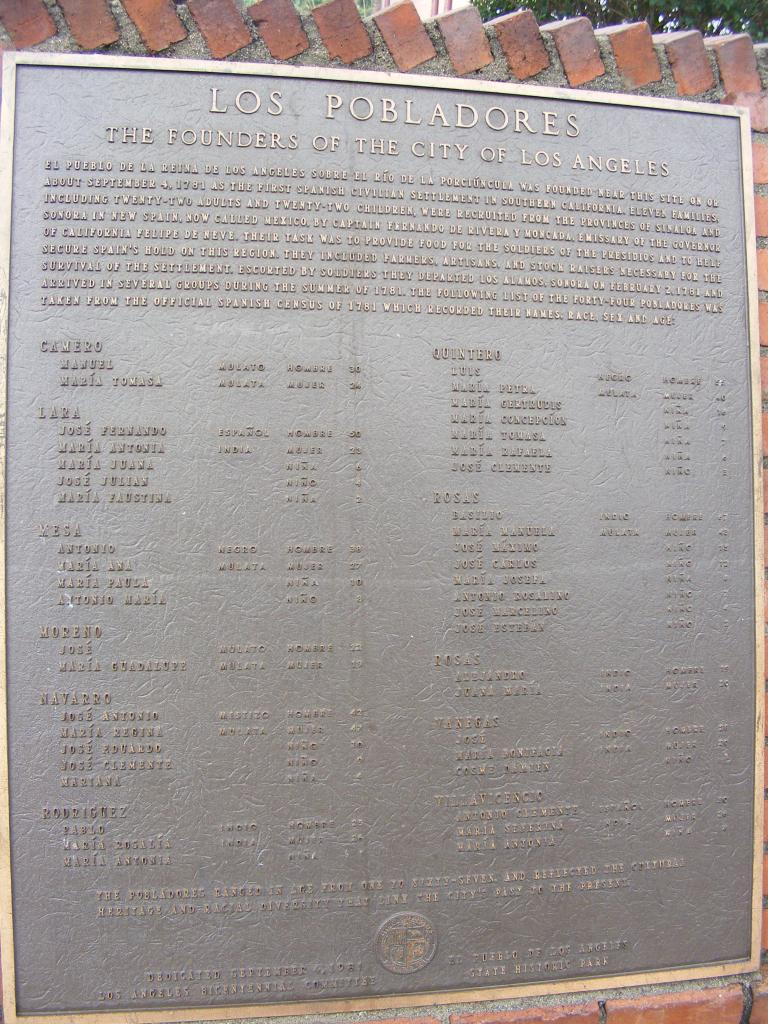 LOS POBLADORES
THE FOUNDERS OF THE CITY OF LOS ANGELES
EL PUEBLO DE LA REINA DE LOS ANGELES SOBRE EL RÍO DE LA PORCIÚNCULA WAS FOUNDED NEAR THIS SITE ON OR
ABOUT SEPTEMBER 4, 1781 AS THE FIRST SPANISH CIVILIAN SETTLEMENT IN SOUTHERN CALIFORNIA. ELEVEN FAMILIES,
INCLUDING TWENTY-TWO ADULTS AND TWENTY-TWO CHILDREN, WERE RECRUITED FROM THE PROVINCES OF SINALOA AND
SONORA IN NEW SPAIN, NOW CALLED MEXICO, BY CAPTAIN FERNANDO DE RIVERA Y MONCADA, EMISSARY OF THE GOVERNOR
OF CALIFORNIA FELIPE DE NEVE. THEIR TASK WAS TO PROVIDE FOOD FOR THE SOLDIERS OF THE PRESIDIOS AND TO HELP
SECURE SPAIN'S HOLD ON THIS REGION. THEY INCLUDED FARMERS, ARTISANS, AND STOCK RAISERS NECESSARY FOR THE
SURVIVAL OF THE SETTLEMENT. ESCORTED BY SOLDIERS THEY DEPARTED LOS ALAMOS, SONORA ON FEBRUARY 2, 1781 AND
ARRIVED IN SEVERAL GROUPS DURING THE SUMMER OF 1781. THE FOLLOWING LIST OF THE FORTY-FOUR POBLADORES WAS
TAKEN FROM THE OFFICIAL SPANISH CENSUS OF 1781 WHICH RECORDED THEIR NAMES, RACE, SEX AND AGE:
CAMERO
MANUEL MULATO HOMBRE 30
MARÍA TOMASA MULATA MUJER 24
LARA
JOSÉ FERNANDO ESPAÑOL HOMBRE 50
MARÍA ANTONIA INDIA MUJER 23
MARÍA JUANA NIÑA 6
JOSÉ JULIAN NIÑO 4
MARÍA FAUSTINA NIÑA 2
MESA
ANTONIO NEGRO HOMBRE 38
MARÍA ANA MULATA MUJER 27
MARÍA PAULA NIÑA 10
ANTONIO MARÍA NIÑO 8
MORENO
JOSÉ MULATO HOMBRE 22
MARÍA GUADALUPE MULATA MUJER 19
NAVARRO
JOSÉ ANTONIO MESTIZO HOMBRE 42
MARÍA REGINA MULATA MUJER 47
JOSÉ EDUARDO NIÑO 10
JOSÉ CLEMENTE NIÑO 9
MARIANA NIÑA 4
RODRIGUEZ
PABLO INDIO HOMBRE 25
MARÍA ROSALÍA INDIA MUJER 26
MARÍA ANTONIA NIÑA
QUINTERO
LUIS NEGRO HOMBRE 55
MARÍA PETRA MULATA MUJER 40
MARÍA GERTRUDIS NIÑA 16
MARÍA CONCEPCIÓN NIÑA 9
MARÍA TOMASA NIÑA 7
MARÍA RAFAELA NIÑA 6
JOSÉ CLEMENTE NIÑO 3
ROSAS
BASILIO INDIO HOMBRE 67
MARÍA MANUELA MULATA MUJER 43
JOSÉ MÁXIMO NIÑO 15
JOSÉ CARLOS NIÑO 12
MARÍA JOSEFA NIÑA
ANTONIO ROSALINO NIÑO
JOSÉ MARCELINO NIÑO
JOSÉ ESTEBÁN NIÑO
ROSAS
ALEJANDRO INDIO HOMBRE
JUANA MARÍA INDIA MUJER 20
VANEGAS
JOSÉ INDIO HOMBRE 28
MARÍA BONIFACIA INDIA MUJER 20
COSME DAMIÉN NIÑO
VILLAVICENCIO
ANTONIO CLEMENTE ESPAÑOL HOMBRE 30
MARÍA SEFERINA INDIA MUJER 26
MARÍA ANTONIA NIÑA
THE POBLADORES RANGED IN AGE FROM ONE TO SIXTY-SEVEN, AND REFLECTED THE CULTURAL
HERITAGE AND RACIAL DIVERSITY THAT LINK THE CITY'S PAST TO THE PRESENT.
DEDICATED SEPTEMBER 4, 1981
LOS ANGELES BICENTENNIAL COMMITTEE
EL PUEBLO DE LOS ANGELES
STATE HISTORIC PARK